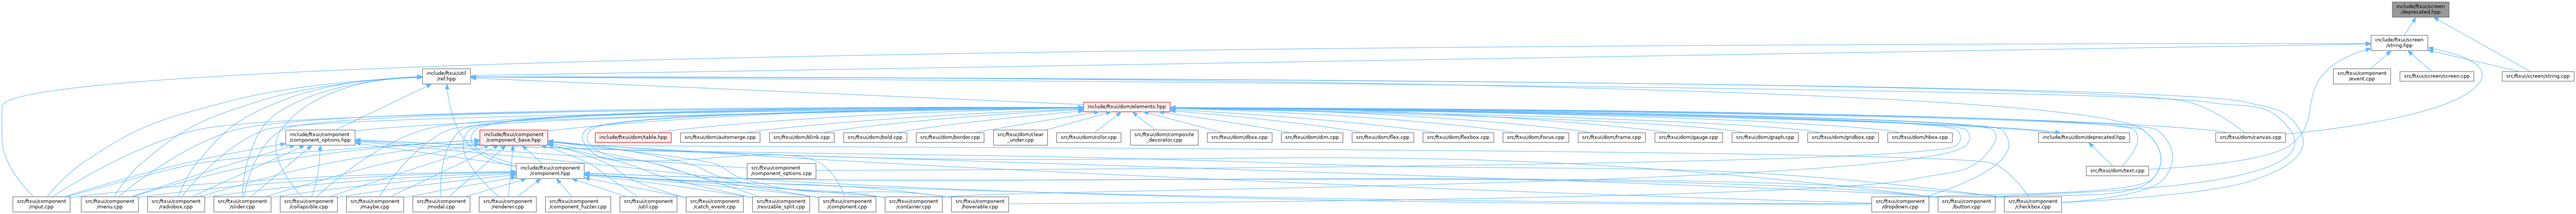 include/ftxui/screen
/deprecated.hpp
include/ftxui/screen
/string.hpp
include/ftxui/util
/ref.hpp
src/ftxui/component
/event.cpp
src/ftxui/screen/screen.cpp
src/ftxui/screen/string.cpp
include/ftxui/dom/elements.hpp
include/ftxui/component
/component_options.hpp
include/ftxui/component
/component_base.hpp
include/ftxui/dom/table.hpp
src/ftxui/dom/automerge.cpp
src/ftxui/dom/blink.cpp
src/ftxui/dom/bold.cpp
src/ftxui/dom/border.cpp
src/ftxui/dom/clear
_under.cpp
src/ftxui/dom/color.cpp
src/ftxui/dom/composite
_decorator.cpp
src/ftxui/dom/dbox.cpp
src/ftxui/dom/dim.cpp
src/ftxui/dom/flex.cpp
src/ftxui/dom/flexbox.cpp
src/ftxui/dom/focus.cpp
src/ftxui/dom/frame.cpp
src/ftxui/dom/gauge.cpp
src/ftxui/dom/graph.cpp
src/ftxui/dom/gridbox.cpp
src/ftxui/dom/hbox.cpp
include/ftxui/dom/deprecated.hpp
src/ftxui/dom/canvas.cpp
include/ftxui/component
/component.hpp
src/ftxui/component
/component_options.cpp
src/ftxui/dom/text.cpp
src/ftxui/component
/input.cpp
src/ftxui/component
/menu.cpp
src/ftxui/component
/radiobox.cpp
src/ftxui/component
/slider.cpp
src/ftxui/component
/collapsible.cpp
src/ftxui/component
/maybe.cpp
src/ftxui/component
/modal.cpp
src/ftxui/component
/renderer.cpp
src/ftxui/component
/component_fuzzer.cpp
src/ftxui/component
/util.cpp
src/ftxui/component
/catch_event.cpp
src/ftxui/component
/resizable_split.cpp
src/ftxui/component
/component.cpp
src/ftxui/component
/container.cpp
src/ftxui/component
/hoverable.cpp
src/ftxui/component
/dropdown.cpp
src/ftxui/component
/button.cpp
src/ftxui/component
/checkbox.cpp